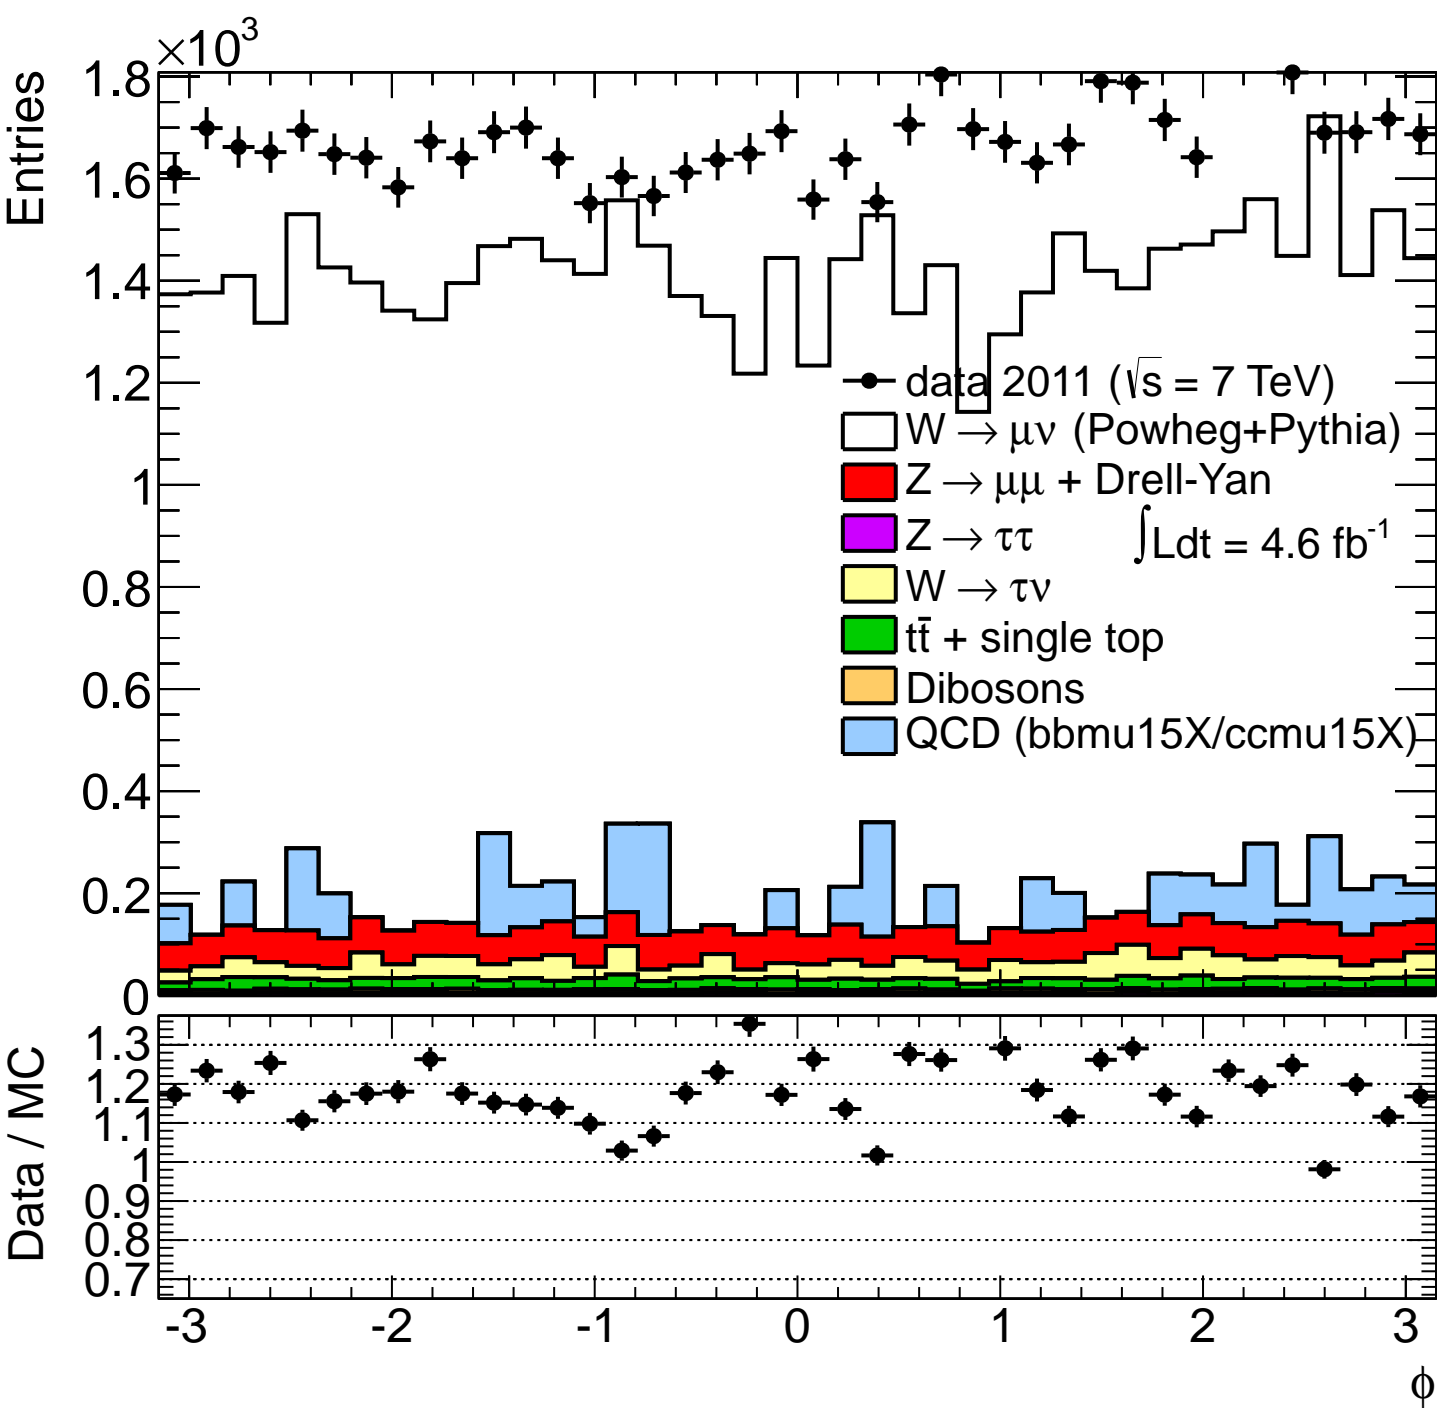 ×10³
Entries
1.8
1.6
1.4
1.2
1
0.8
0.6
0.4
0.2
0
data 2011 (√s = 7 TeV)
W → μν (Powheg+Pythia)
Z → μμ + Drell-Yan
Z → ττ
∫Ldt = 4.6 fb⁻¹
W → τν
tt̄ + single top
Dibosons
QCD (bbmu15X/ccmu15X)
Data / MC
1.3
1.2
1.1
1
0.9
0.8
0.7
-3 -2 -1 0 1 2 3
ϕ